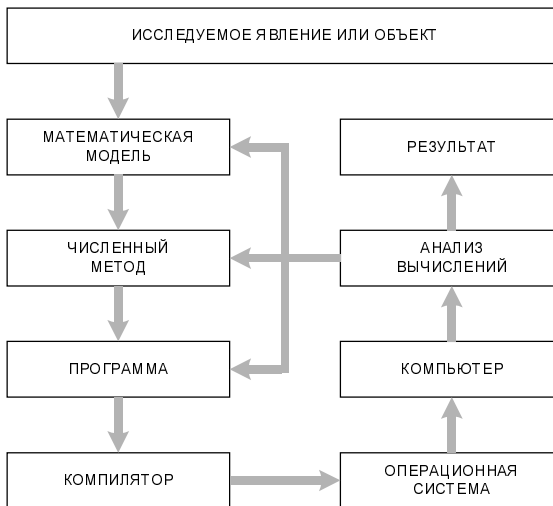 ИССЛЕДУЕМОЕ ЯВЛЕНИЕ ИЛИ ОБЪЕКТ
МАТЕМАТИЧЕСКАЯ
МОДЕЛЬ
РЕЗУЛЬТАТ
ЧИСЛЕННЫЙ
МЕТОД
АНАЛИЗ
ВЫЧИСЛЕНИЙ
ПРОГРАММА
КОМПЬЮТЕР
КОМПИЛЯТОР
ОПЕРАЦИОННАЯ
СИСТЕМА